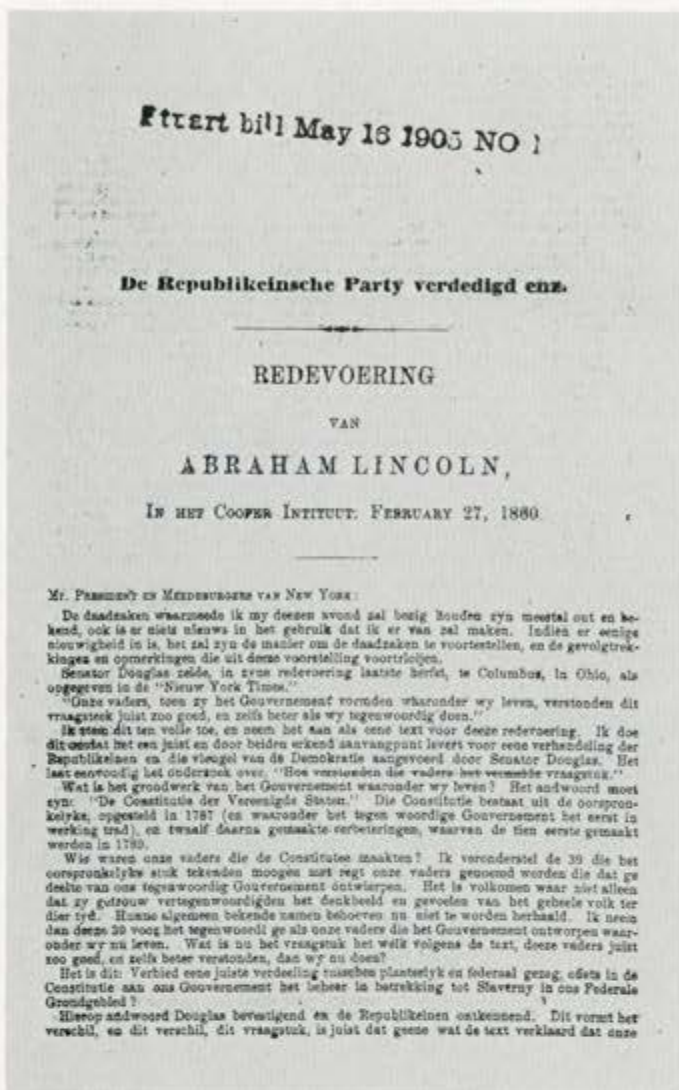 bill May 16 1905 NO
De Republikeinsche Party verdedigd enz.
REDEVOERING
VAN
ABRAHAM LINCOLN,
IN HET COOPER INTITUUT. FEBRUARY 27, 1860
MR. PRESIDENT EN MEDEBURGERS VAN NEW YORK:
De daadzaken waarmeede ik my deezen avond zal bezig houden zyn meestal out en be-
kend, ook is er niets nieuws in het gebruik dat ik er van zal maken. Indien er eenige
nieuwigheid in is, het zal zyn de manier om de daadzaken te voortestellen, en de gevolgtrek-
kingen en opmerkingen die uit deeze voorstelling voortvloijen.
Senator Douglas zeide, in zyne redevoering laatste herfst, te Columbus, in Ohio, als
opgegeven in de "Nieuw York Times."
"Onze vaders, toen zy het Gouvernement vormden waaronder wy leven, verstonden dit
vraagstuk juist zoo goed, en zelfs beter als wy tegenwoordig doen."
Ik stem dit ten volle toe, en neem het aan als eene text voor deeze redevoering. Ik doe
dit omdat het een juist en door beiden erkend aanvangpunt levert voor eene verhandeling der
Republikeinen en die vleugel van de Demokratie aangevoerd door Senator Douglas. Het
laat eenvoudig het onderzoek over, "Hoe verstonden die vaders het vermelde vraagstuk."
Wat is het grondwerk van het Gouvernement waaronder wy leven? Het andwoord moet
zyn: "De Constitutie der Vereenigde Staten." Die Constitutie bestaat uit de oorspron-
kelyke, opgesteld in 1787 (en waaronder het tegen woordige Gouvernement het eerst in
werking trad), en twaalf daarna gemaakte verbeteringen, waarvan de tien eerste gemaakt
werden in 1789.
Wie waren onze vaders die de Constitutee maakten? Ik veronderstel de 39 die het
oorspronkelyke stuk tekenden moogen met regt onze vaders genoemd worden die dat ge
deelte van ons tegenwoordig Gouvernement ontwierpen. Het is volkomen waar niet alleen
dat zy getrouw vertegenwoordigden het denkbeeld en gevoelen van het geheele volk ter
dier tyd. Hunne algemeen bekende namen behoeven nu niet te worden herhaald. Ik neem
dan deeze 39 voor het tegenwoordi ge als onze vaders die het Gouvernement ontworpen waar-
onder wy nu leven. Wat is nu het vraagstuk het welk volgens de text, deeze vaders juist
zoo goed, en zelfs beter verstonden, dan wy nu doen?
Het is dit: Verbied eene juiste verdeeling tusschen plaatselyk en federaal gezag, ofiets in de
Constitutie aan ons Gouvernement het beheer in betrekking tot Slaverny in ons Federale
Grondgebied?
Hierop andwoord Douglas bevestigend en de Republikeinen ontkennend. Dit vormt het
verschil, en dit verschil, dit vraagstuk, is juist dat geene wat de text verklaard dat onze